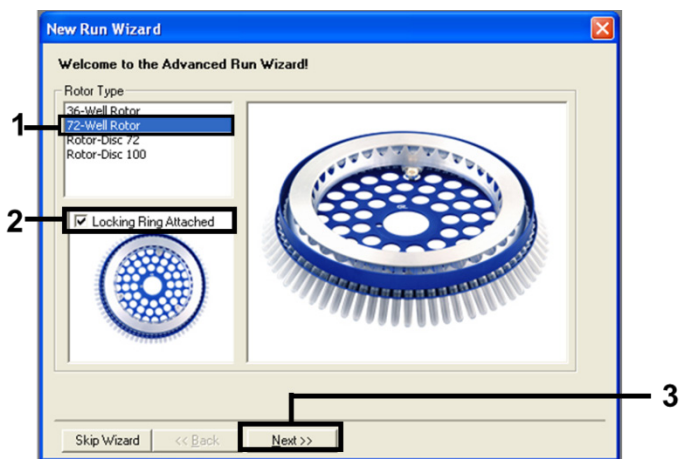 New Run Wizard
Welcome to the Advanced Run Wizard!
Rotor Type
36-Well Rotor
1
72-Well Rotor
Rotor-Disc 72
Rotor-Disc 100
2
Locking Ring Attached
3
Skip Wizard
<< Back
Next >>